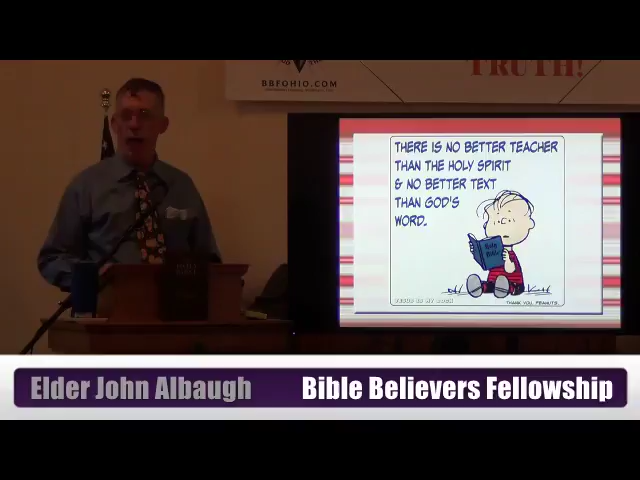 BBFOHIO.COM
TRUTH!
THERE IS NO BETTER TEACHER
THAN THE HOLY SPIRIT
& NO BETTER TEXT
THAN GOD'S
WORD.
HOLY BIBLE
JESUS IS MY ROCK
THANK YOU, PEANUTS.
Elder John Albaugh
Bible Believers Fellowship